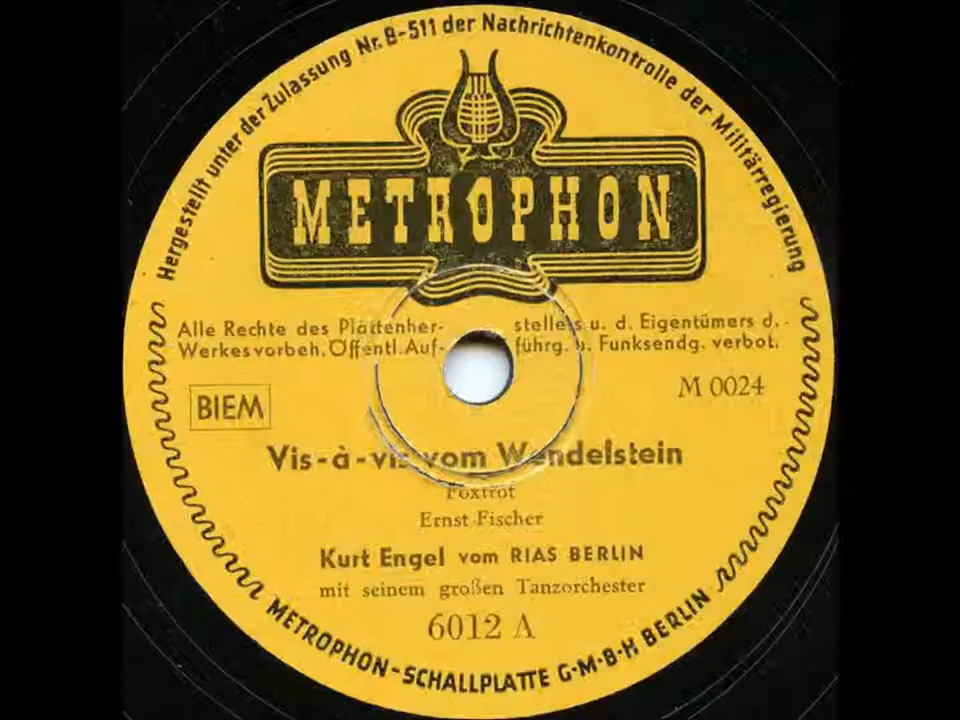 Hergestellt unter der Zulassung Nr. B-511 der Nachrichtenkontrolle der Militärregierung
METROPHON
Alle Rechte des Plattenher- stellers u. d. Eigentümers d.
Werkes vorbeh. Öffentl. Auf- führg. u. Funksendg. verbot.
M 0024
BIEM
Vis-à-vis vom Wendelstein
Foxtrot
Ernst Fischer
Kurt Engel vom RIAS BERLIN
mit seinem großen Tanzorchester
6012 A
METROPHON-SCHALLPLATTE G·M·B·H BERLIN